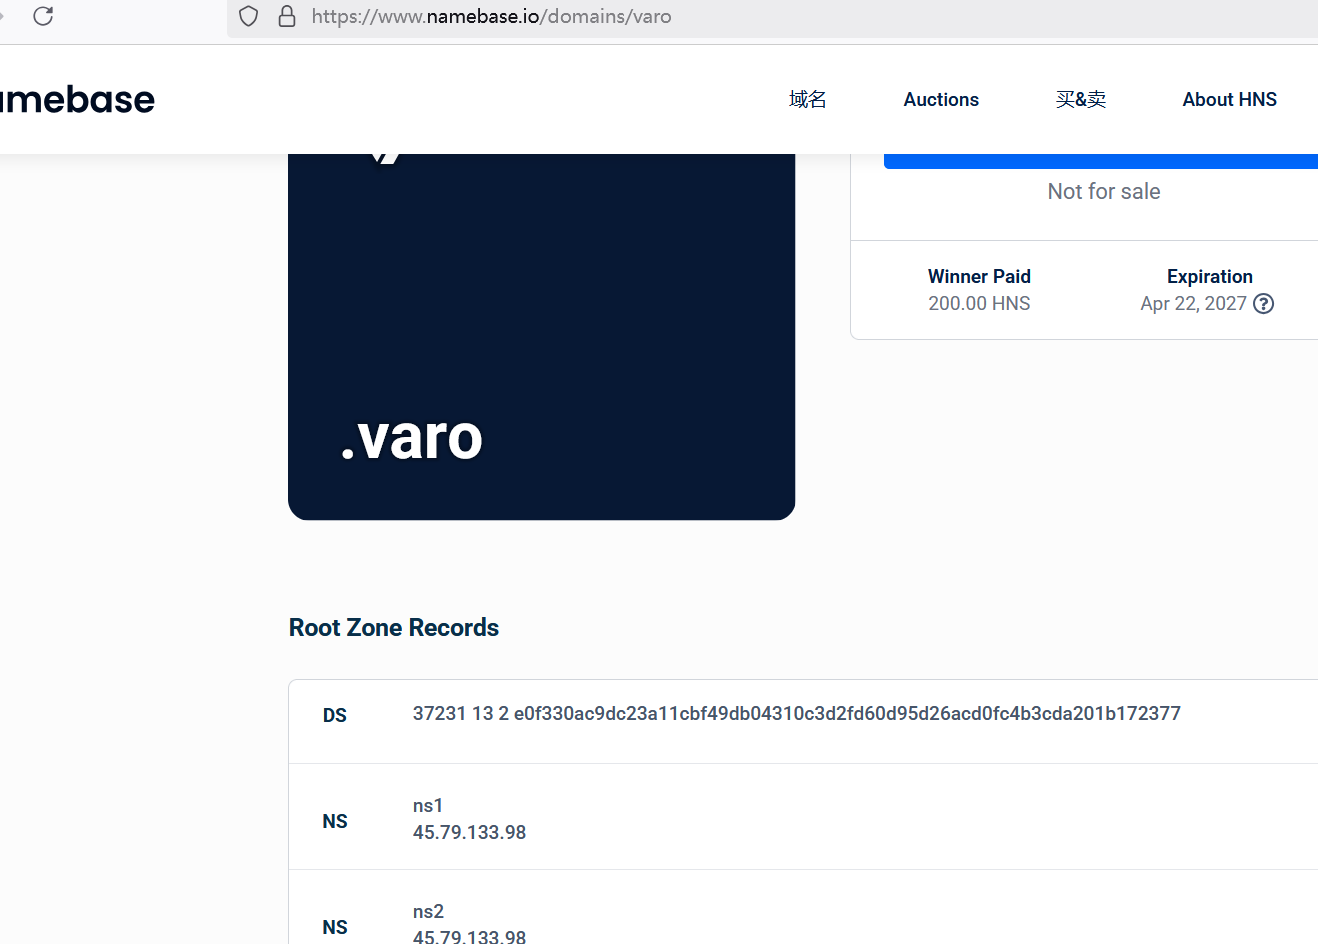 https://www.namebase.io/domains/varo
amebase
域名
Auctions
买&卖
About HNS
Not for sale
Winner Paid
200.00 HNS
Expiration
Apr 22, 2027 ?
.varo
Root Zone Records
DS
37231 13 2 e0f330ac9dc23a11cbf49db04310c3d2fd60d95d26acd0fc4b3cda201b172377
NS
ns1
45.79.133.98
NS
ns2
45.79.133.98